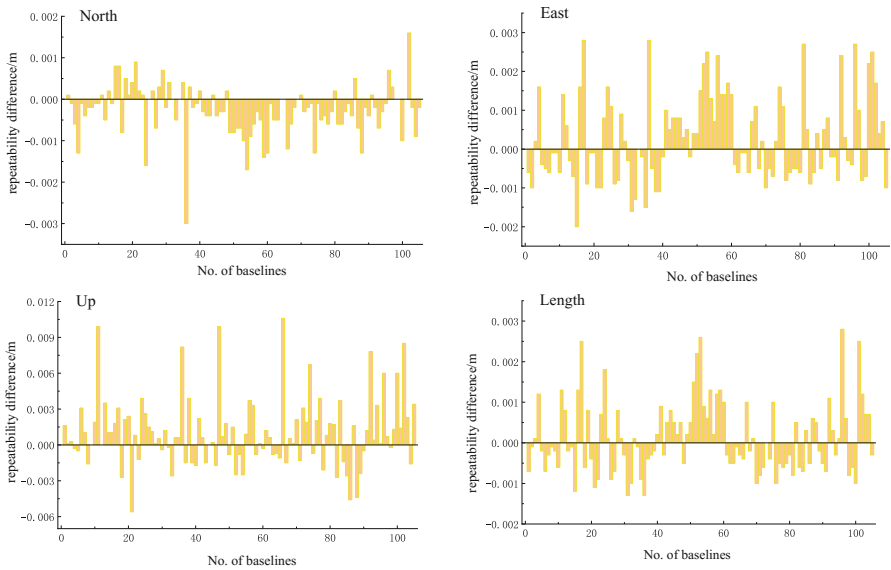 North
repeatability difference/m
0.002
0.001
0.000
-0.001
-0.002
-0.003
0 20 40 60 80 100
No. of baselines
East
repeatability difference/m
0.003
0.002
0.001
0.000
-0.001
-0.002
0 20 40 60 80 100
No. of baselines
Up
repeatability difference/m
0.012
0.009
0.006
0.003
0.000
-0.003
-0.006
0 20 40 60 80 100
No. of baselines
Length
repeatability difference/m
0.003
0.002
0.001
0.000
-0.001
-0.002
0 20 40 60 80 100
No. of baselines